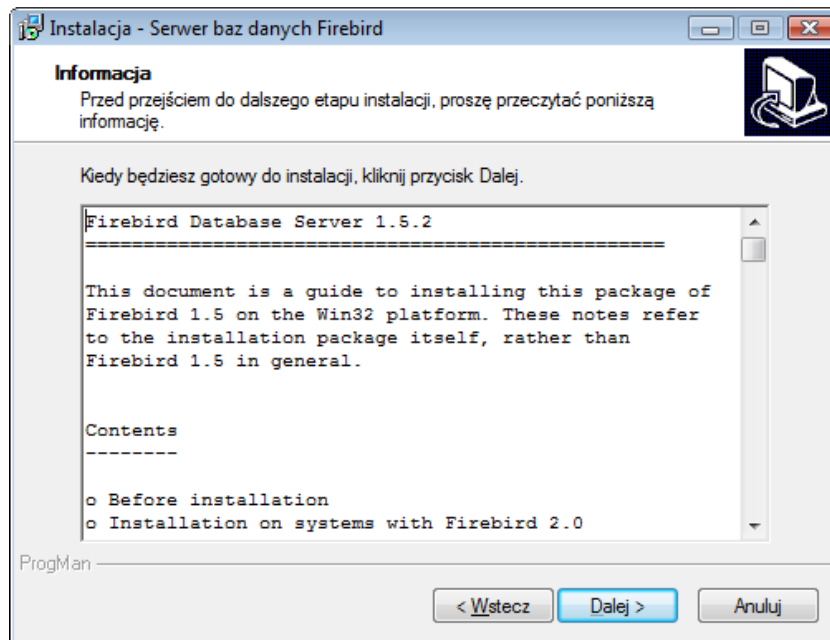 Instalacja - Serwer baz danych Firebird
Informacja
Przed przejściem do dalszego etapu instalacji, proszę przeczytać poniższą
informację.
Kiedy będziesz gotowy do instalacji, kliknij przycisk Dalej.
Firebird Database Server 1.5.2
==================================================
This document is a guide to installing this package of
Firebird 1.5 on the Win32 platform. These notes refer
to the installation package itself, rather than
Firebird 1.5 in general.
Contents
--------
o Before installation
o Installation on systems with Firebird 2.0
ProgMan
< Wstecz
Dalej >
Anuluj